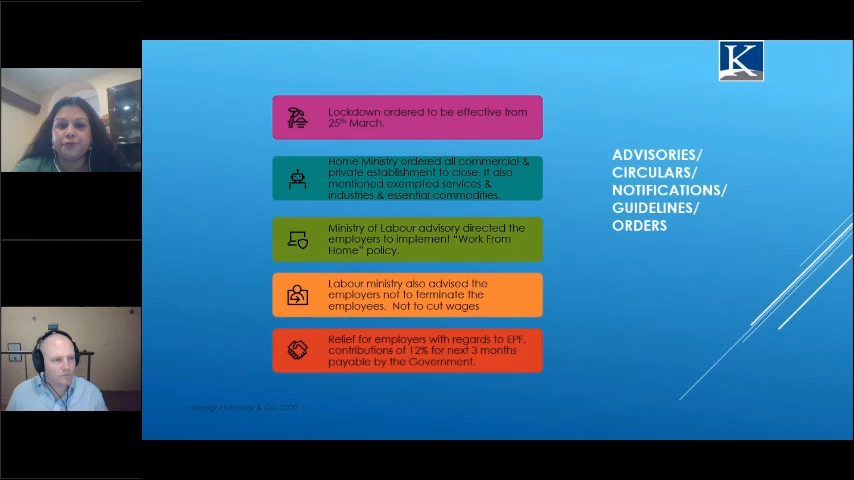 K
Lockdown ordered to be effective from
25th March.
Home Ministry ordered all commercial &
private establishment to close. It also
mentioned exempted services &
industries & essential commodities.
Ministry of Labour advisory directed the
employers to implement “Work From
Home” policy.
Labour ministry also advised the
employers not to terminate the
employees.  Not to cut wages
Relief for employers with regards to EPF,
contributions of 12% for next 3 months
payable by the Government.
ADVISORIES/
CIRCULARS/
NOTIFICATIONS/
GUIDELINES/
ORDERS
& Co., 2020